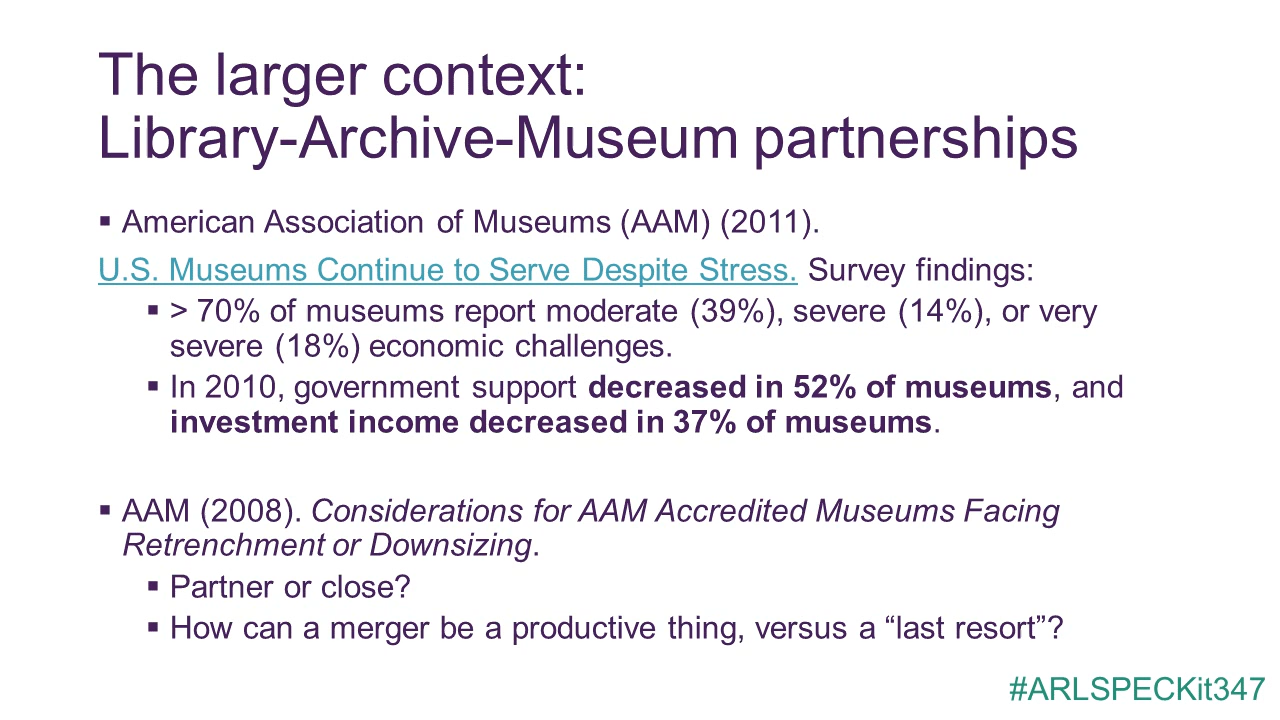 The larger context:
Library-Archive-Museum partnerships
▪ American Association of Museums (AAM) (2011).
U.S. Museums Continue to Serve Despite Stress. Survey findings:
▪ > 70% of museums report moderate (39%), severe (14%), or very
severe (18%) economic challenges.
▪ In 2010, government support decreased in 52% of museums, and
investment income decreased in 37% of museums.
▪ AAM (2008). Considerations for AAM Accredited Museums Facing
Retrenchment or Downsizing.
▪ Partner or close?
▪ How can a merger be a productive thing, versus a “last resort”?
#ARLSPECKit347